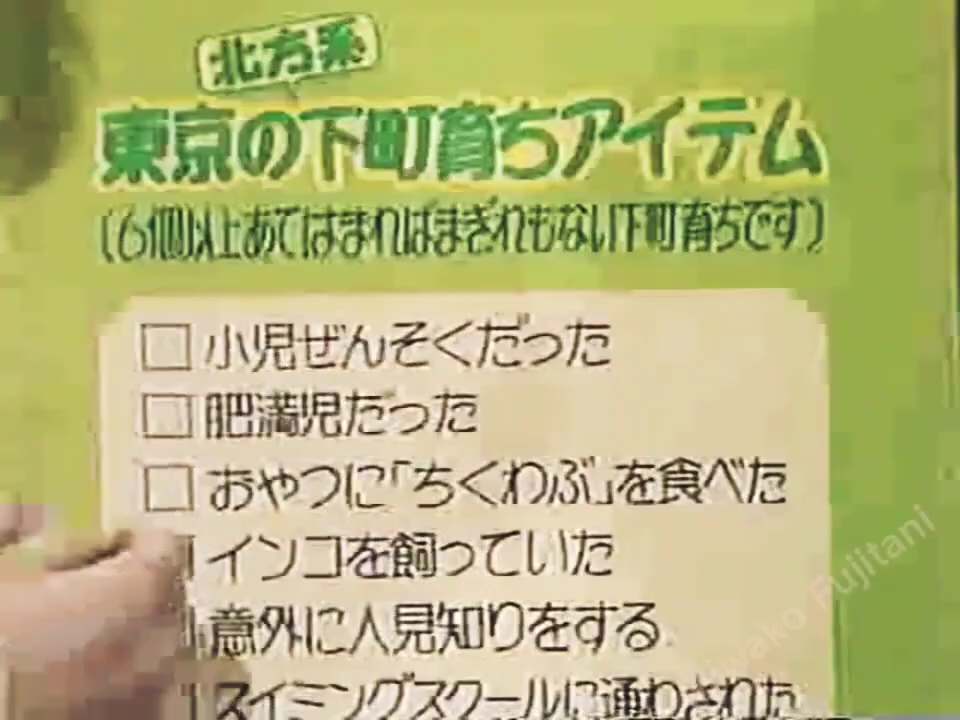 北方系
東京の下町育ちアイテム
(6個以上あてはまればまぎれもない下町育ちです)
□ 小児ぜんそくだった
□ 肥満児だった
□ おやつに「ちくわぶ」を食べた
インコを飼っていた
意外に人見知りをする
スイミングスクールに通わされた
Fujitani